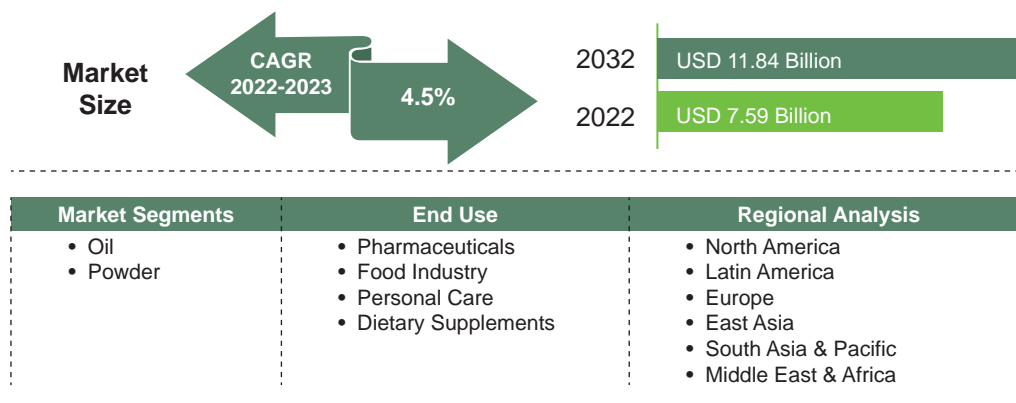 Market
Size
CAGR
2022-2023
4.5%
2032
USD 11.84 Billion
2022
USD 7.59 Billion
Market Segments
• Oil
• Powder
End Use
• Pharmaceuticals
• Food Industry
• Personal Care
• Dietary Supplements
Regional Analysis
• North America
• Latin America
• Europe
• East Asia
• South Asia & Pacific
• Middle East & Africa